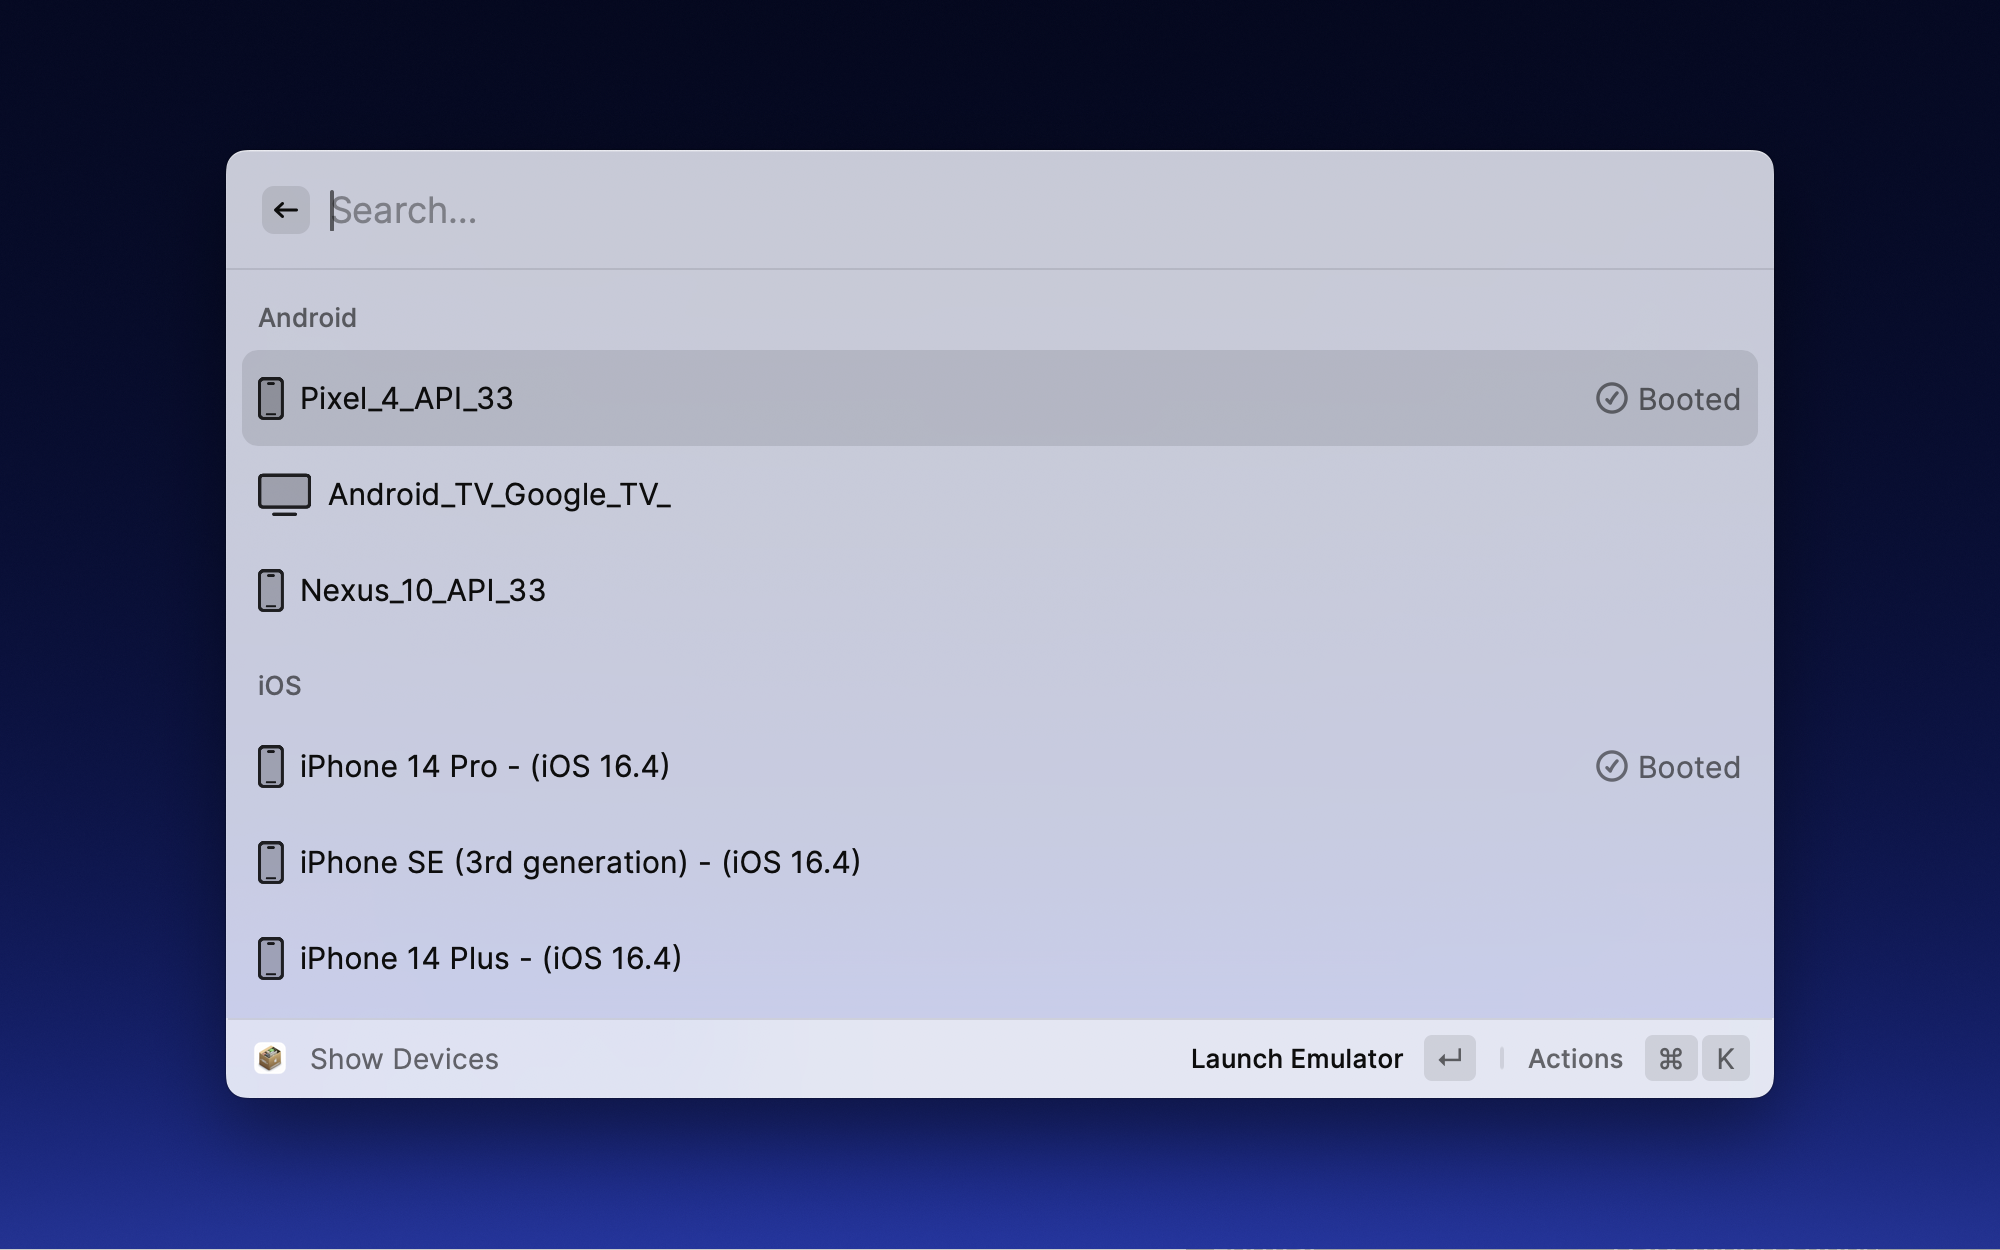 Search...
Android
Pixel_4_API_33 Booted
Android_TV_Google_TV_
Nexus_10_API_33
iOS
iPhone 14 Pro - (iOS 16.4) Booted
iPhone SE (3rd generation) - (iOS 16.4)
iPhone 14 Plus - (iOS 16.4)
Show Devices Launch Emulator ↵ Actions ⌘ K